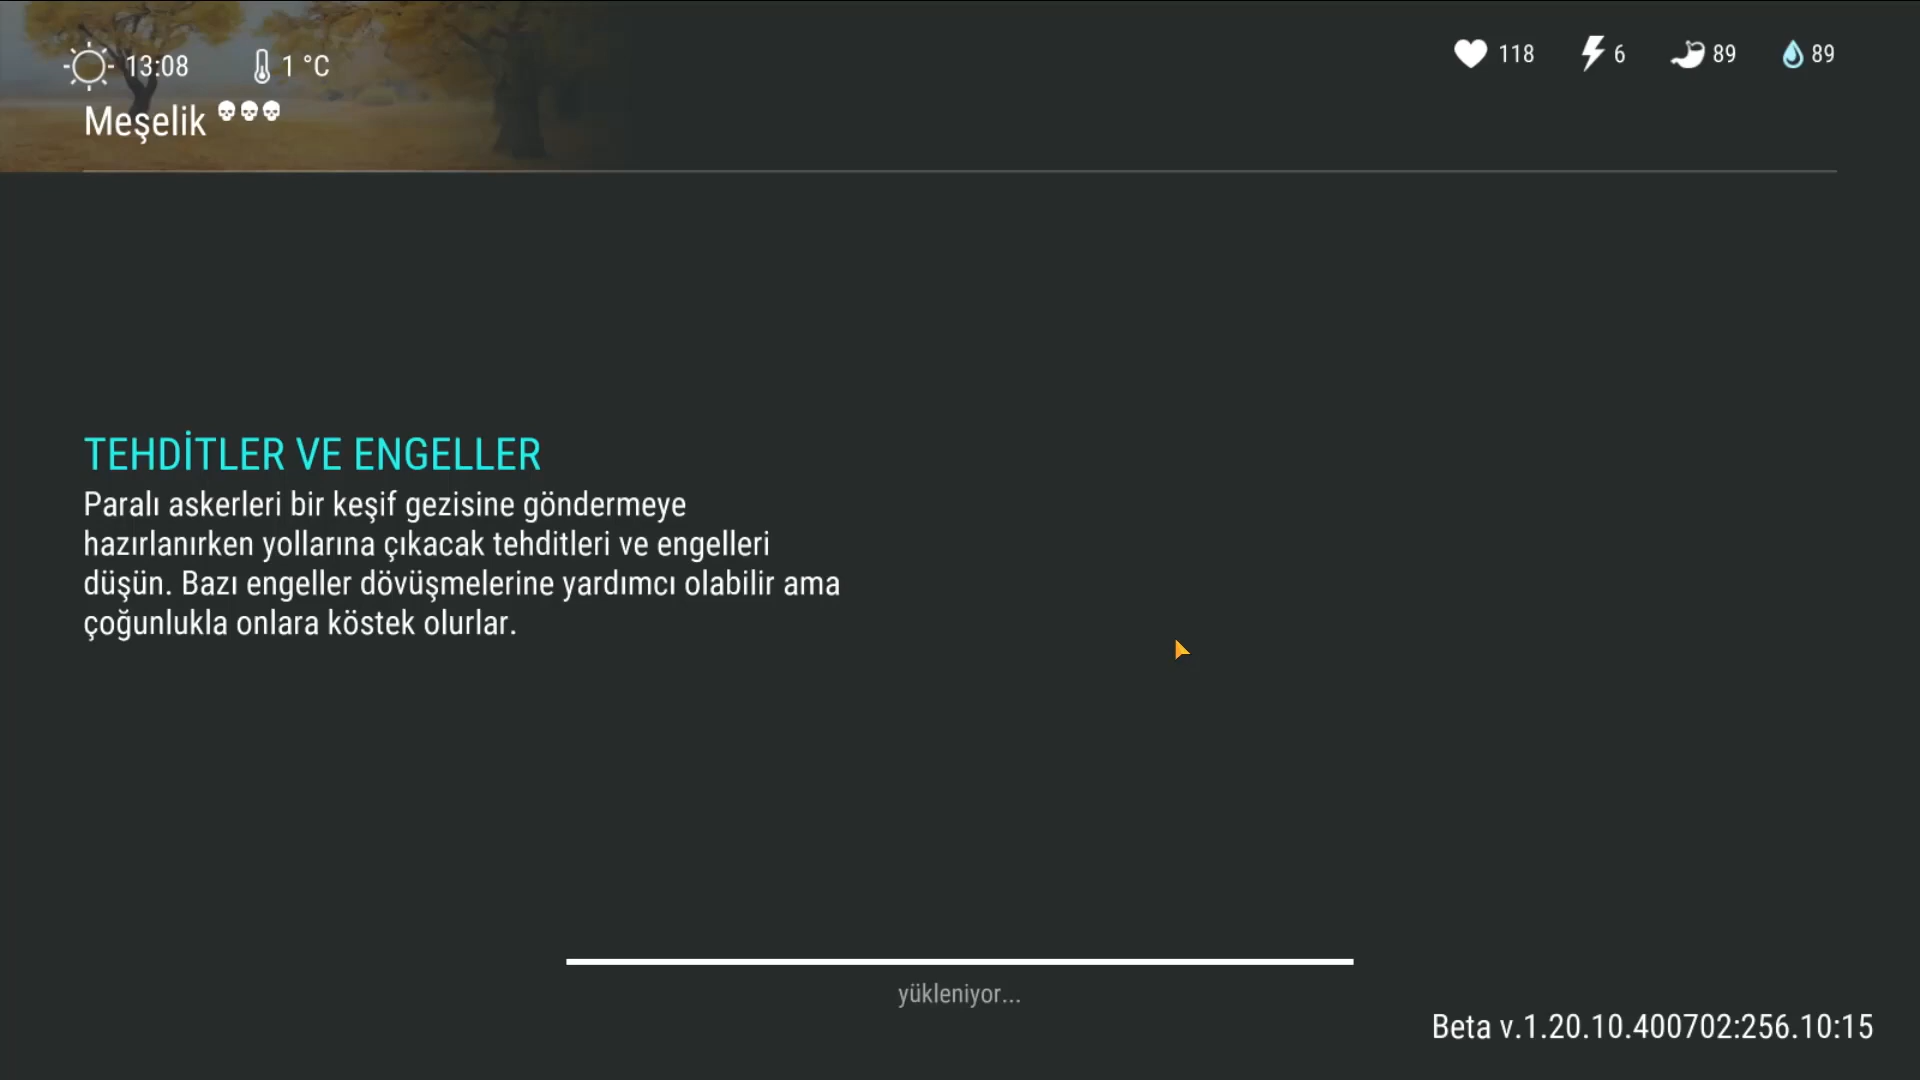 13:08 1 °C 118 6 89 89
Meşelik
TEHDİTLER VE ENGELLER
Paralı askerleri bir keşif gezisine göndermeye
hazırlanırken yollarına çıkacak tehditleri ve engelleri
düşün. Bazı engeller dövüşmelerine yardımcı olabilir ama
çoğunlukla onlara köstek olurlar.
yükleniyor...
Beta v.1.20.10.400702:256.10:15